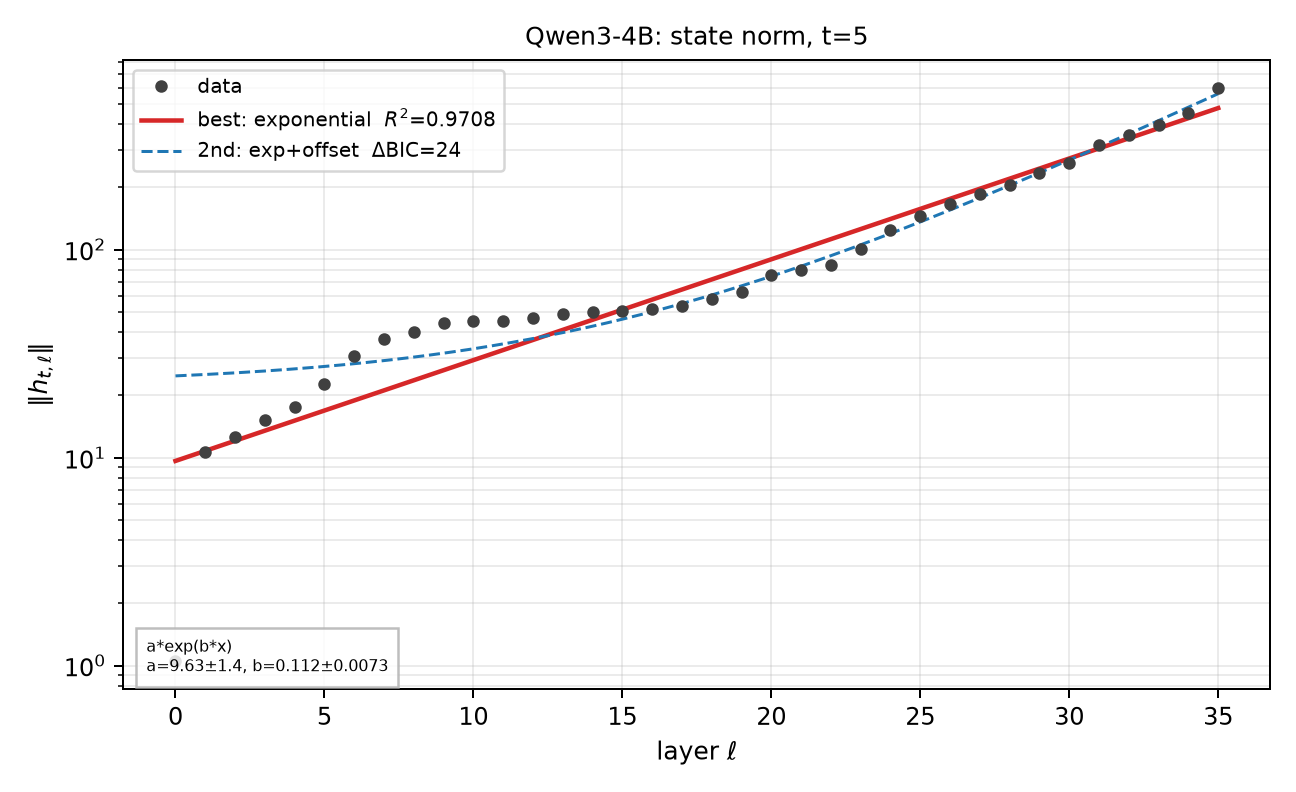 Qwen3-4B: state norm, t=5
data
best: exponential R²=0.9708
2nd: exp+offset ΔBIC=24
‖hₜ,ℓ‖
10²
10¹
10⁰
a*exp(b*x)
a=9.63±1.4, b=0.112±0.0073
0 5 10 15 20 25 30 35
layer ℓ